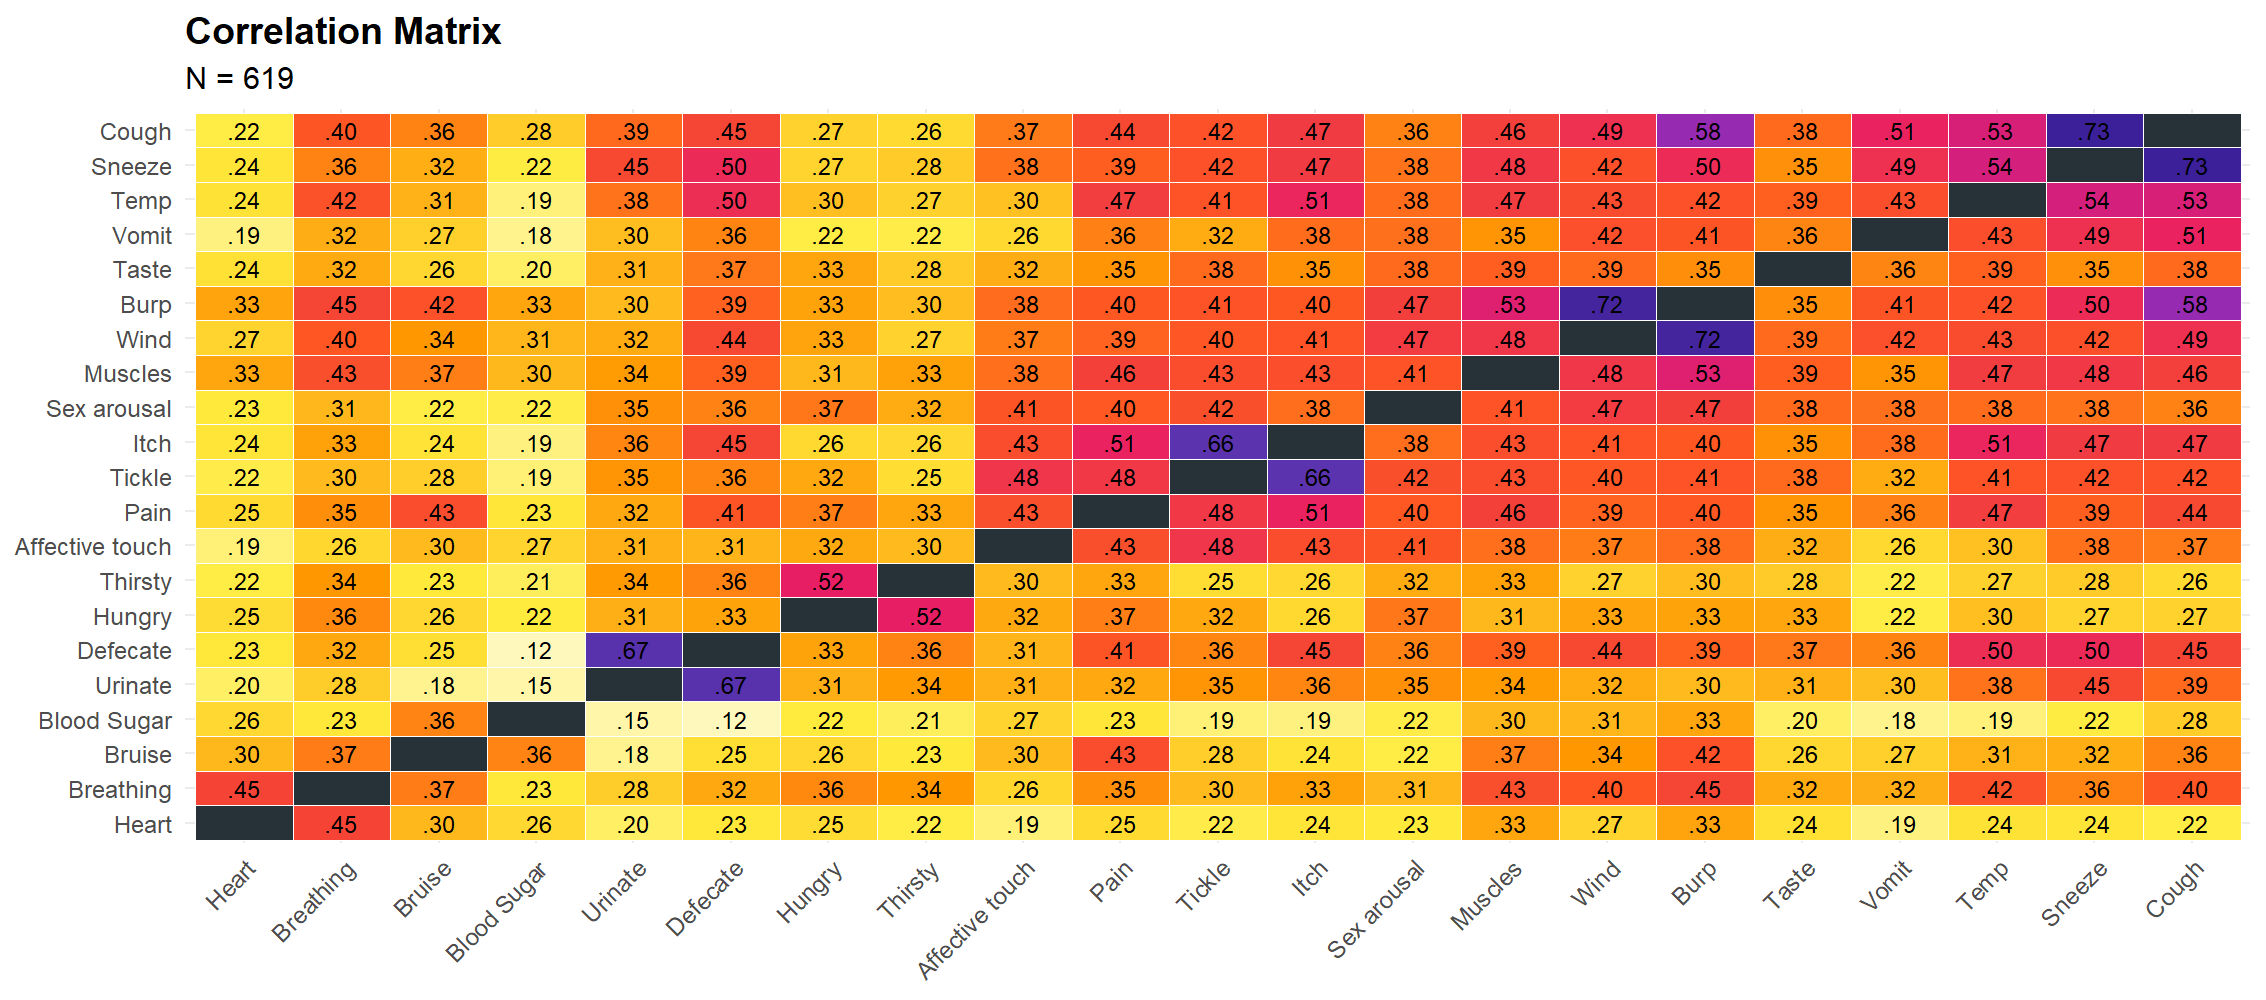 Correlation Matrix
N = 619
Cough .22 .40 .36 .28 .39 .45 .27 .26 .37 .44 .42 .47 .36 .46 .49 .58 .38 .51 .53 .73
Sneeze .24 .36 .32 .22 .45 .50 .27 .28 .38 .39 .42 .47 .38 .48 .42 .50 .35 .49 .54 .73
Temp .24 .42 .31 .19 .38 .50 .30 .27 .30 .47 .41 .51 .38 .47 .43 .42 .39 .43 .54 .53
Vomit .19 .32 .27 .18 .30 .36 .22 .22 .26 .36 .32 .38 .38 .35 .42 .41 .36 .43 .49 .51
Taste .24 .32 .26 .20 .31 .37 .33 .28 .32 .35 .38 .35 .38 .39 .39 .35 .36 .39 .35 .38
Burp .33 .45 .42 .33 .30 .39 .33 .30 .38 .40 .41 .40 .47 .53 .72 .35 .41 .42 .50 .58
Wind .27 .40 .34 .31 .32 .44 .33 .27 .37 .39 .40 .41 .47 .48 .72 .39 .42 .43 .42 .49
Muscles .33 .43 .37 .30 .34 .39 .31 .33 .38 .46 .43 .43 .41 .48 .53 .39 .35 .47 .48 .46
Sex arousal .23 .31 .22 .22 .35 .36 .37 .32 .41 .40 .42 .38 .41 .47 .47 .38 .38 .38 .38 .36
Itch .24 .33 .24 .19 .36 .45 .26 .26 .43 .51 .66 .38 .43 .41 .40 .35 .38 .51 .47 .47
Tickle .22 .30 .28 .19 .35 .36 .32 .25 .48 .48 .66 .42 .43 .40 .41 .38 .32 .41 .42 .42
Pain .25 .35 .43 .23 .32 .41 .37 .33 .43 .48 .51 .40 .46 .39 .40 .35 .36 .47 .39 .44
Affective touch .19 .26 .30 .27 .31 .31 .32 .30 .43 .48 .43 .41 .38 .37 .38 .32 .26 .30 .38 .37
Thirsty .22 .34 .23 .21 .34 .36 .52 .30 .33 .25 .26 .32 .33 .27 .30 .28 .22 .27 .28 .26
Hungry .25 .36 .26 .22 .31 .33 .52 .32 .37 .32 .26 .37 .31 .33 .33 .33 .22 .30 .27 .27
Defecate .23 .32 .25 .12 .67 .33 .36 .31 .41 .36 .45 .36 .39 .44 .39 .37 .36 .50 .50 .45
Urinate .20 .28 .18 .15 .67 .31 .34 .31 .32 .35 .36 .35 .34 .32 .30 .31 .30 .38 .45 .39
Blood Sugar .26 .23 .36 .15 .12 .22 .21 .27 .23 .19 .19 .22 .30 .31 .33 .20 .18 .19 .22 .28
Bruise .30 .37 .36 .18 .25 .26 .23 .30 .43 .28 .24 .22 .37 .34 .42 .26 .27 .31 .32 .36
Breathing .45 .37 .23 .28 .32 .36 .34 .26 .35 .30 .33 .31 .43 .40 .45 .32 .32 .42 .36 .40
Heart .45 .30 .26 .20 .23 .25 .22 .19 .25 .22 .24 .23 .33 .27 .33 .24 .19 .24 .24 .22
Heart Breathing Bruise Blood Sugar Urinate Defecate Hungry Thirsty Affective touch Pain Tickle Itch Sex arousal Muscles Wind Burp Taste Vomit Temp Sneeze Cough